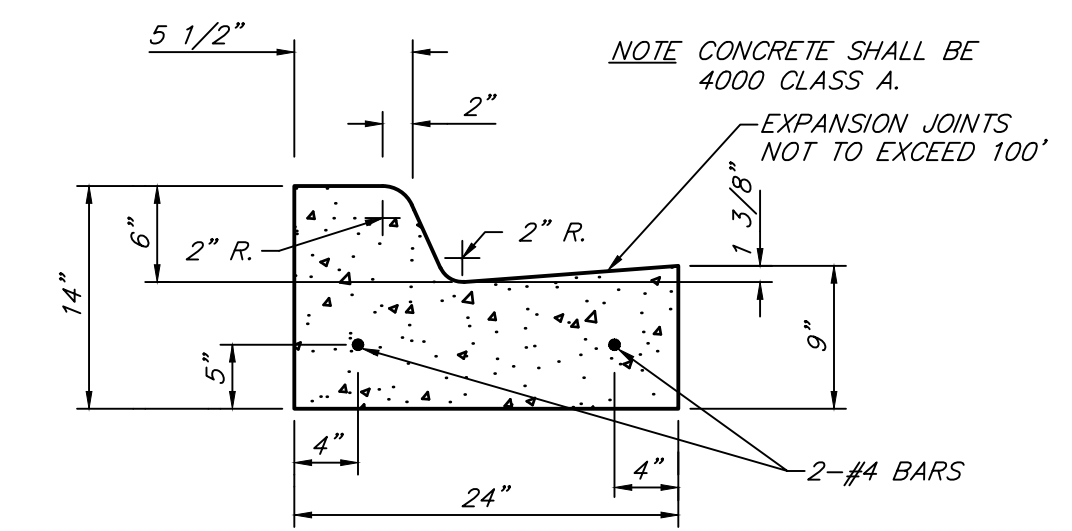 5 1/2"
NOTE CONCRETE SHALL BE
4000 CLASS A.
2"
EXPANSION JOINTS
NOT TO EXCEED 100'
6"
2" R.
2" R.
1 3/8"
14"
5"
9"
4"
4"
2-#4 BARS
24"